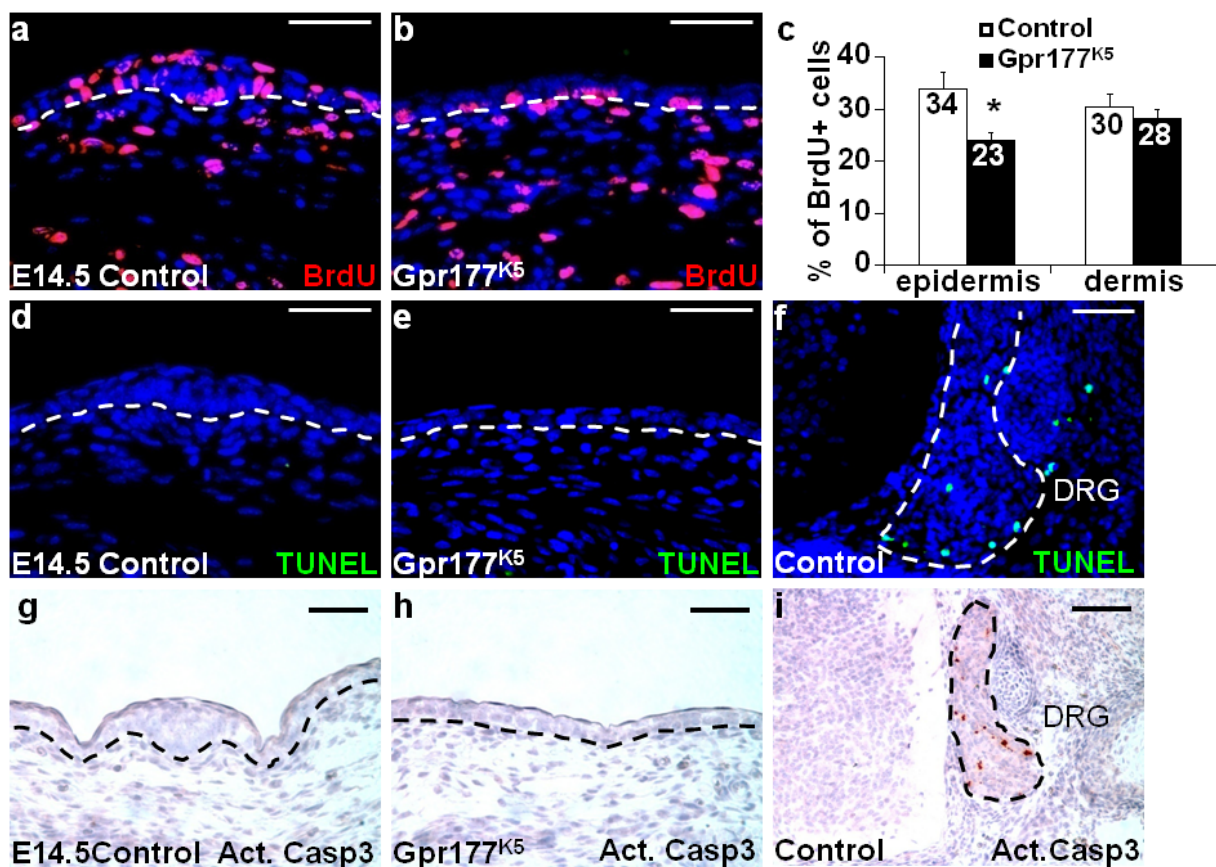 a
E14.5 Control BrdU
b
Gpr177K5 BrdU
c
Control
Gpr177K5
% of BrdU+ cells
40
30
20
10
0
34
*
23
30
28
epidermis dermis
d
E14.5 Control TUNEL
e
Gpr177K5 TUNEL
f
DRG
Control TUNEL
g
E14.5Control Act. Casp3
h
Gpr177K5 Act. Casp3
i
DRG
Control Act.Casp3